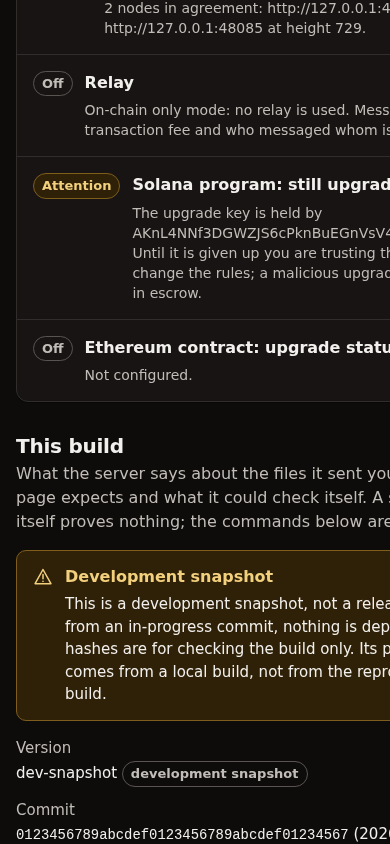 2 nodes in agreement: http://127.0.0.1:4
http://127.0.0.1:48085 at height 729.
Off Relay
On-chain only mode: no relay is used. Mess
transaction fee and who messaged whom is
Attention Solana program: still upgrad
The upgrade key is held by
AKnL4NNf3DGWZJS6cPknBuEGnVsV4
Until it is given up you are trusting th
change the rules; a malicious upgrad
in escrow.
Off Ethereum contract: upgrade statu
Not configured.
This build
What the server says about the files it sent you
page expects and what it could check itself. A s
itself proves nothing; the commands below are
Development snapshot
This is a development snapshot, not a relea
from an in-progress commit, nothing is dep
hashes are for checking the build only. Its p
comes from a local build, not from the repro
build.
Version
dev-snapshot development snapshot
Commit
0123456789abcdef0123456789abcdef01234567 (202